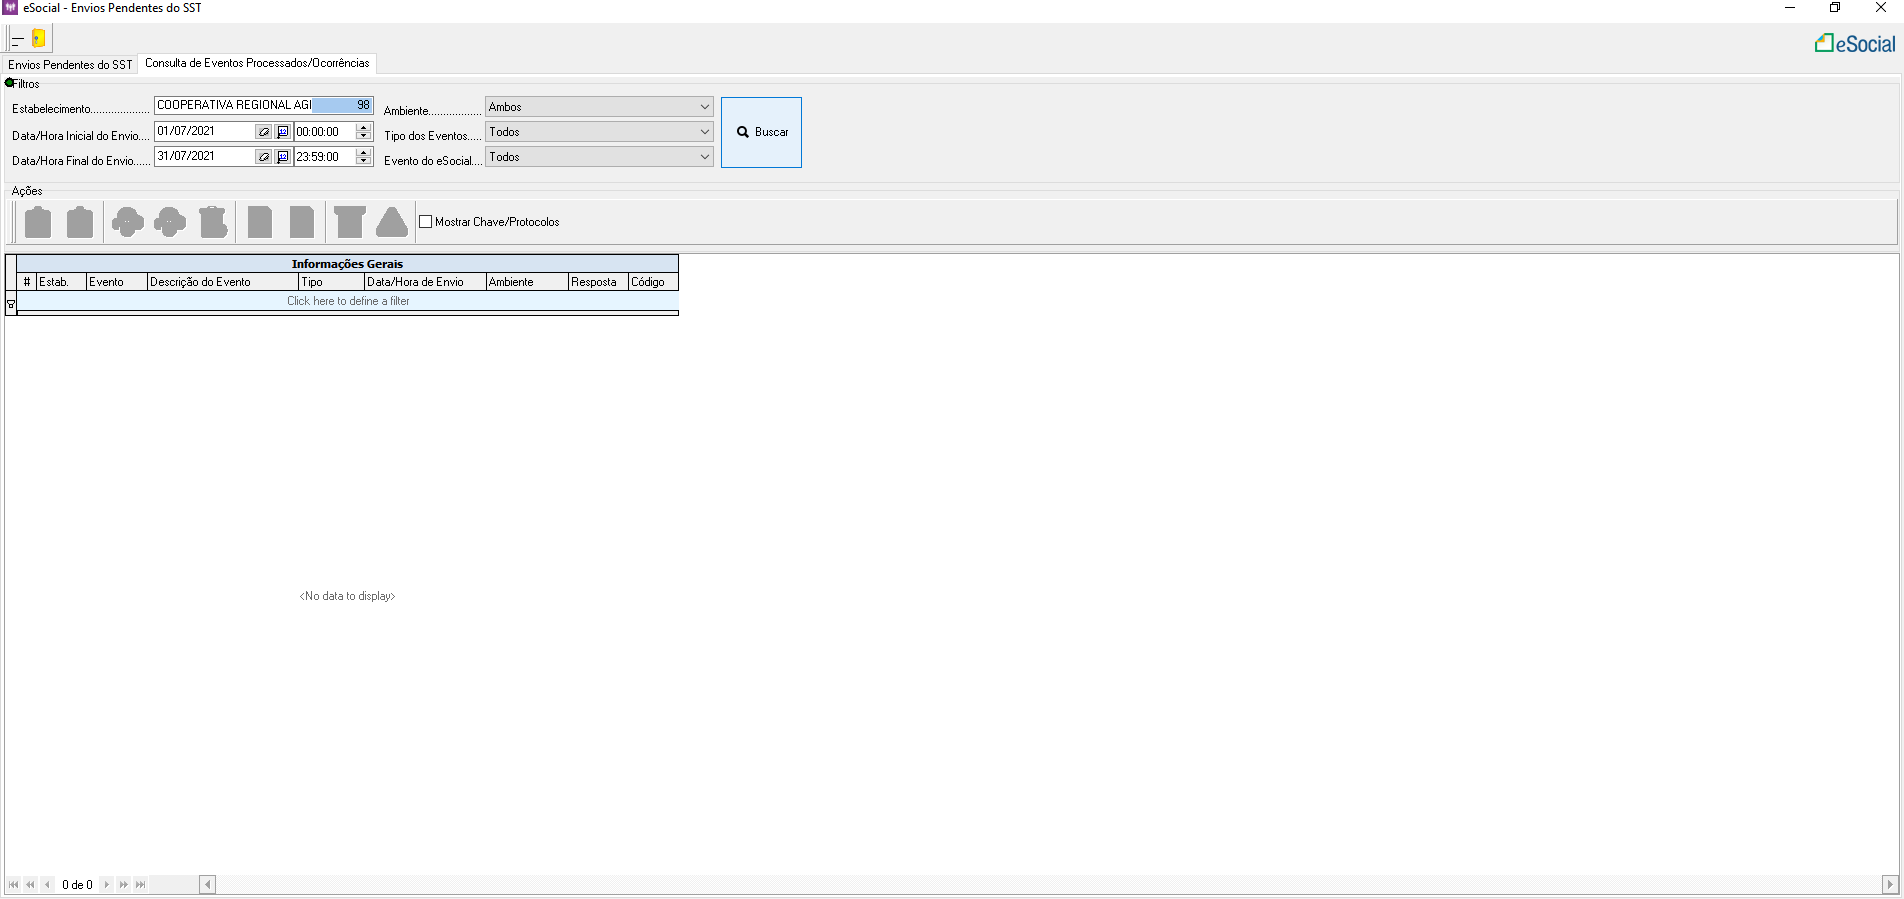 eSocial - Envios Pendentes do SST
eSocial
Envios Pendentes do SST
Consulta de Eventos Processados/Ocorrências
Filtros
Estabelecimento.................... COOPERATIVA REGIONAL AGI 98
Ambiente.................. Ambos
Data/Hora Inicial do Envio.... 01/07/2021 00:00:00
Tipo dos Eventos..... Todos
Data/Hora Final do Envio...... 31/07/2021 23:59:00
Evento do eSocial.... Todos
Buscar
Ações
Mostrar Chave/Protocolos
Informações Gerais
# Estab. Evento Descrição do Evento Tipo Data/Hora de Envio Ambiente Resposta Código
Click here to define a filter
<No data to display>
0 de 0